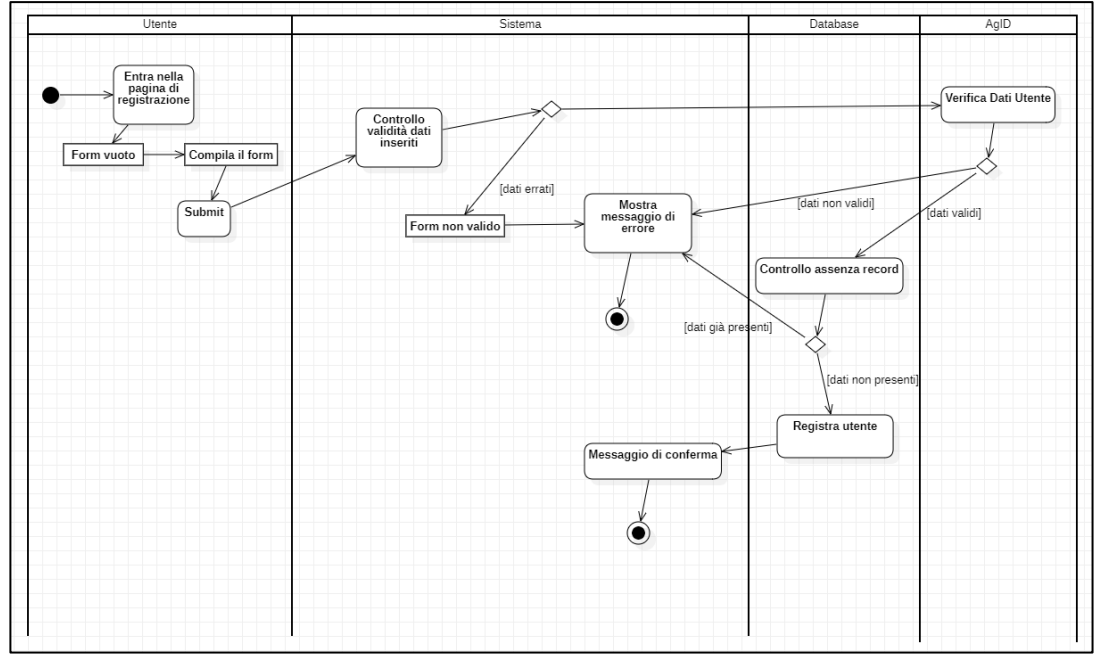 Utente
Sistema
Database
AgID
Entra nella
pagina di
registrazione
Form vuoto
Compila il form
Submit
Controllo
validità dati
inseriti
[dati errati]
Form non valido
Mostra
messaggio di
errore
Verifica Dati Utente
[dati non validi]
[dati validi]
Controllo assenza record
[dati già presenti]
[dati non presenti]
Registra utente
Messaggio di conferma